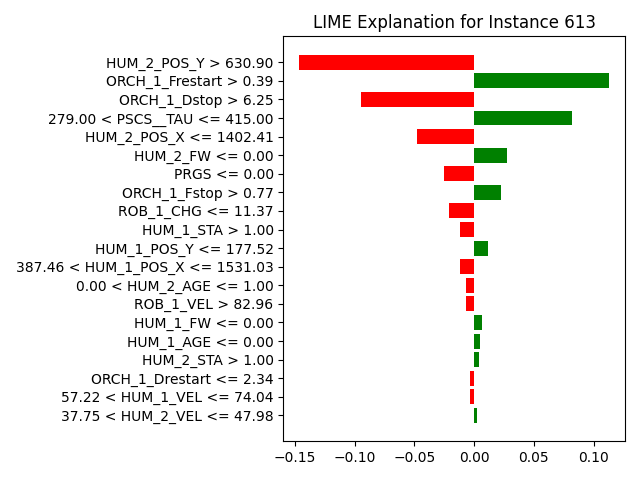 LIME Explanation for Instance 613
HUM_2_POS_Y > 630.90
ORCH_1_Frestart > 0.39
ORCH_1_Dstop > 6.25
279.00 < PSCS__TAU <= 415.00
HUM_2_POS_X <= 1402.41
HUM_2_FW <= 0.00
PRGS <= 0.00
ORCH_1_Fstop > 0.77
ROB_1_CHG <= 11.37
HUM_1_STA > 1.00
HUM_1_POS_Y <= 177.52
387.46 < HUM_1_POS_X <= 1531.03
0.00 < HUM_2_AGE <= 1.00
ROB_1_VEL > 82.96
HUM_1_FW <= 0.00
HUM_1_AGE <= 0.00
HUM_2_STA > 1.00
ORCH_1_Drestart <= 2.34
57.22 < HUM_1_VEL <= 74.04
37.75 < HUM_2_VEL <= 47.98
−0.15 −0.10 −0.05 0.00 0.05 0.10